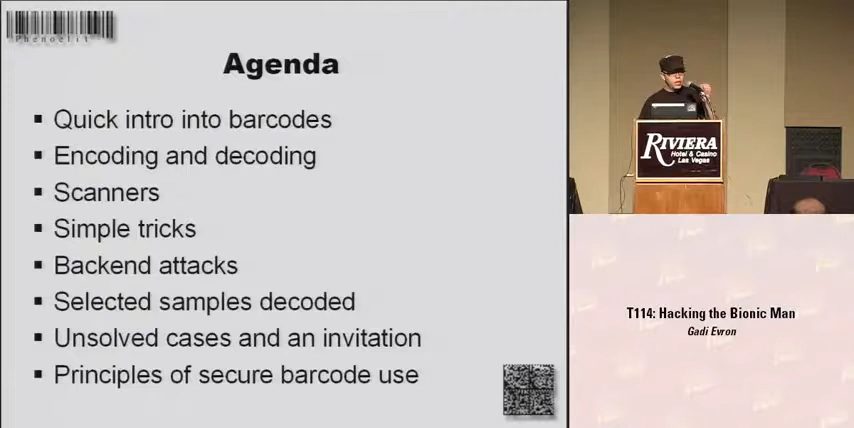 Phenoelit
Agenda
Quick intro into barcodes
Encoding and decoding
Scanners
Simple tricks
Backend attacks
Selected samples decoded
Unsolved cases and an invitation
Principles of secure barcode use
RIVIERA
Hotel & Casino
Las Vegas
T114: Hacking the Bionic Man
Gadi Evron